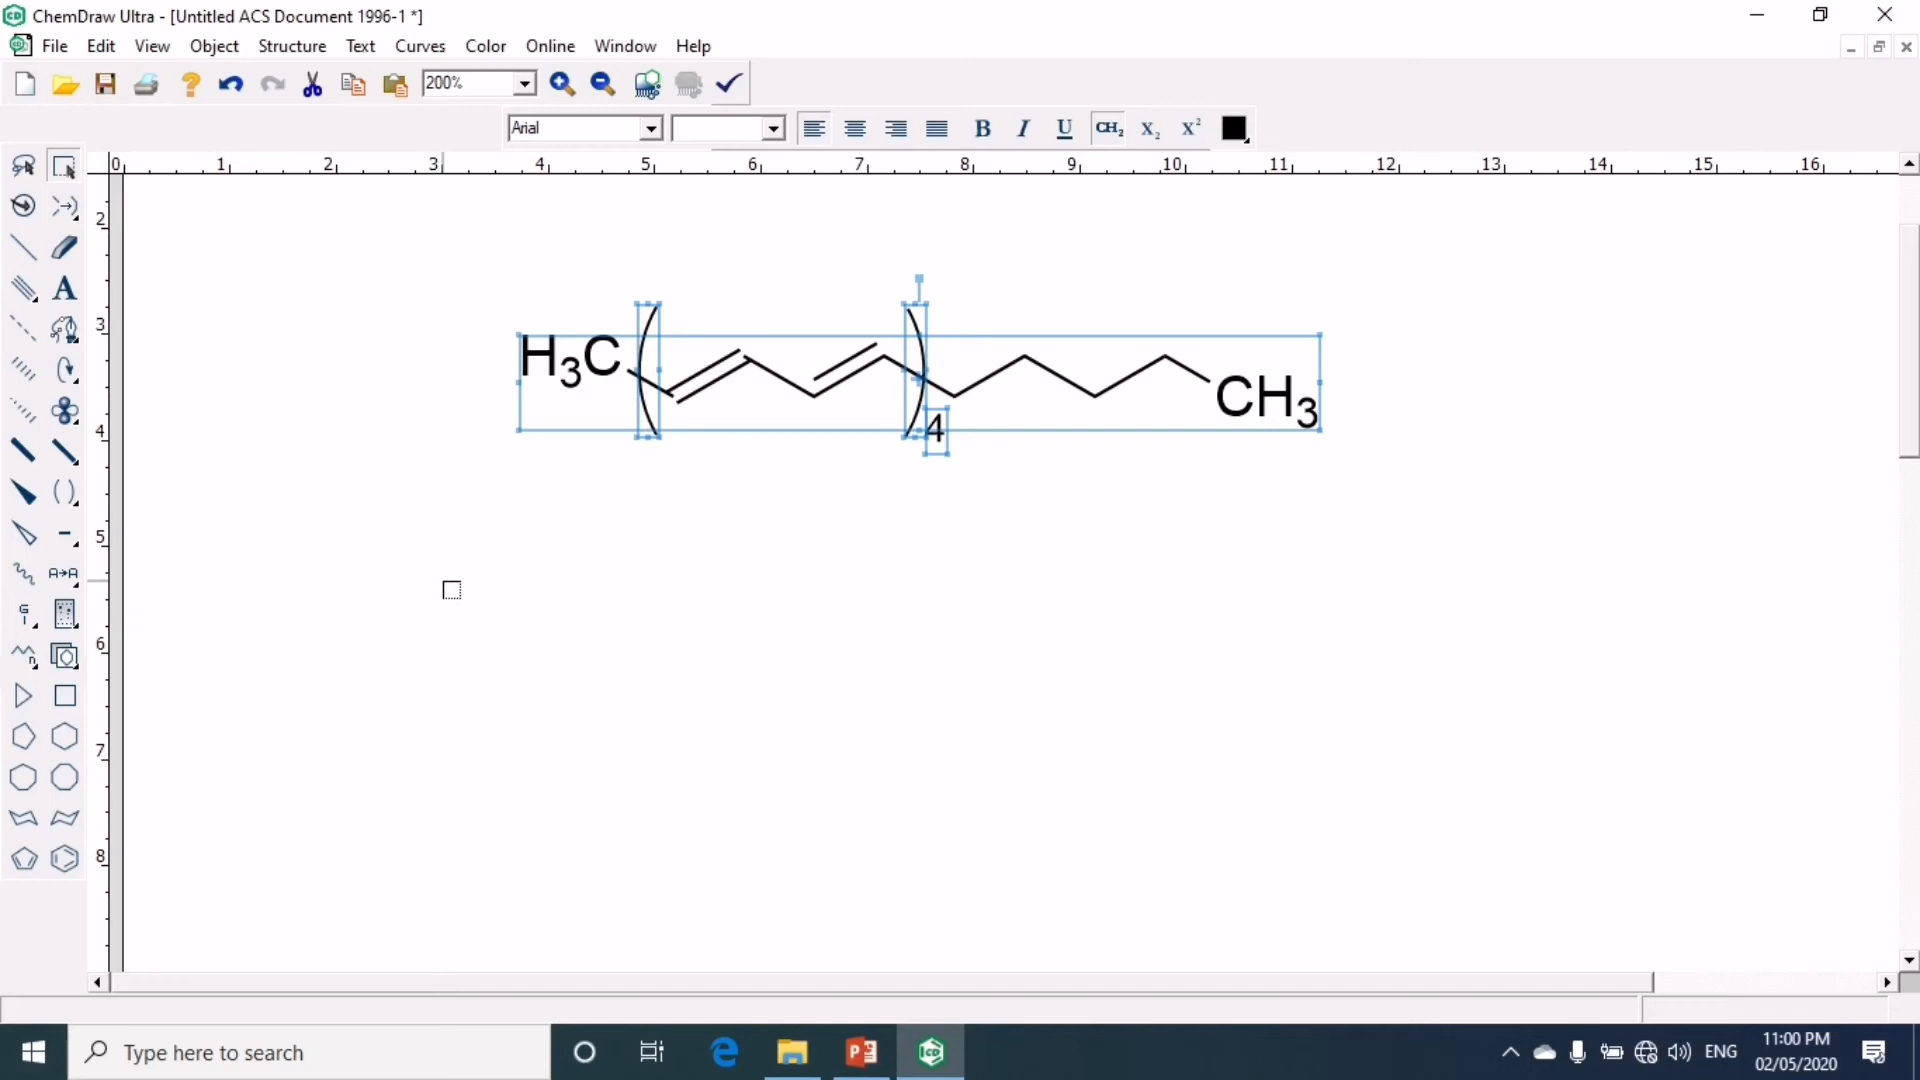 ChemDraw Ultra - [Untitled ACS Document 1996-1 *]
File Edit View Object Structure Text Curves Color Online Window Help
200%
Arial B I U CH₂ X₂ X²
0 1 2 3 4 5 6 7 8 9 10 11 12 13 14 15 16
2
3
4
5
6
7
8
A
A→A
G
I
n
H₃C
4
CH₃
Type here to search
ENG
11:00 PM
02/05/2020